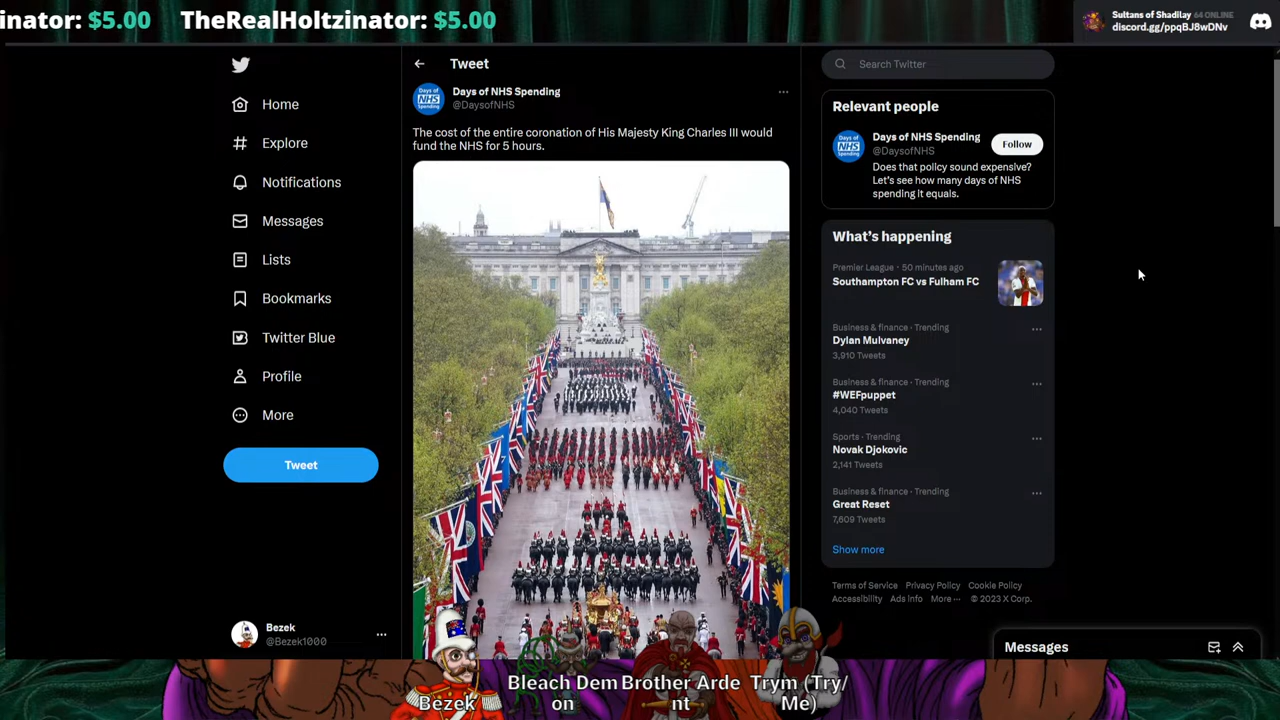 inator: $5.00 TheRealHoltzinator: $5.00
Sultans of Shadilay 64 ONLINE
discord.gg/ppqBJ8wDNv
Home
Explore
Notifications
Messages
Lists
Bookmarks
Twitter Blue
Profile
More
Tweet
Bezek
@Bezek1000
Tweet
Days of NHS Spending
@DaysofNHS
The cost of the entire coronation of His Majesty King Charles III would
fund the NHS for 5 hours.
Search Twitter
Relevant people
Days of NHS Spending
@DaysofNHS
Follow
Does that policy sound expensive?
Let's see how many days of NHS
spending it equals.
What's happening
Premier League · 50 minutes ago
Southampton FC vs Fulham FC
Business & finance · Trending
Dylan Mulvaney
3,910 Tweets
Business & finance · Trending
#WEFpuppet
4,040 Tweets
Sports · Trending
Novak Djokovic
2,141 Tweets
Business & finance · Trending
Great Reset
7,609 Tweets
Show more
Terms of Service Privacy Policy Cookie Policy
Accessibility Ads info More ··· © 2023 X Corp.
Messages
Bezek
Bleach Dem
on
Brother Arde
nt
Trym (Try/
Me)